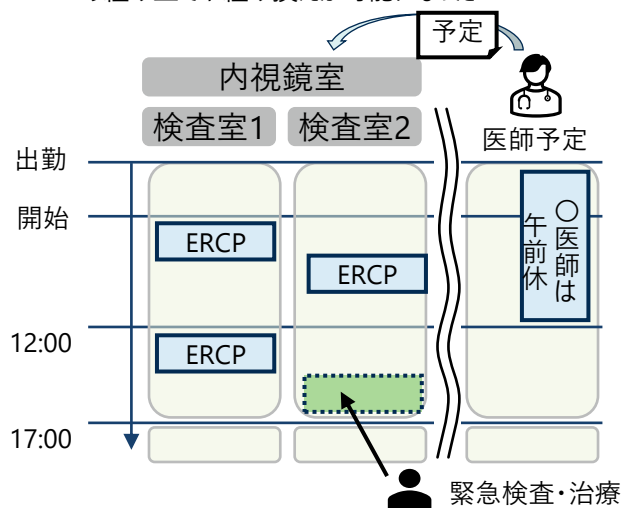 予定
内視鏡室
検査室1
検査室2
医師予定
出勤
開始
12:00
17:00
ERCP
ERCP
ERCP
〇医師は
午前休
緊急検査・治療